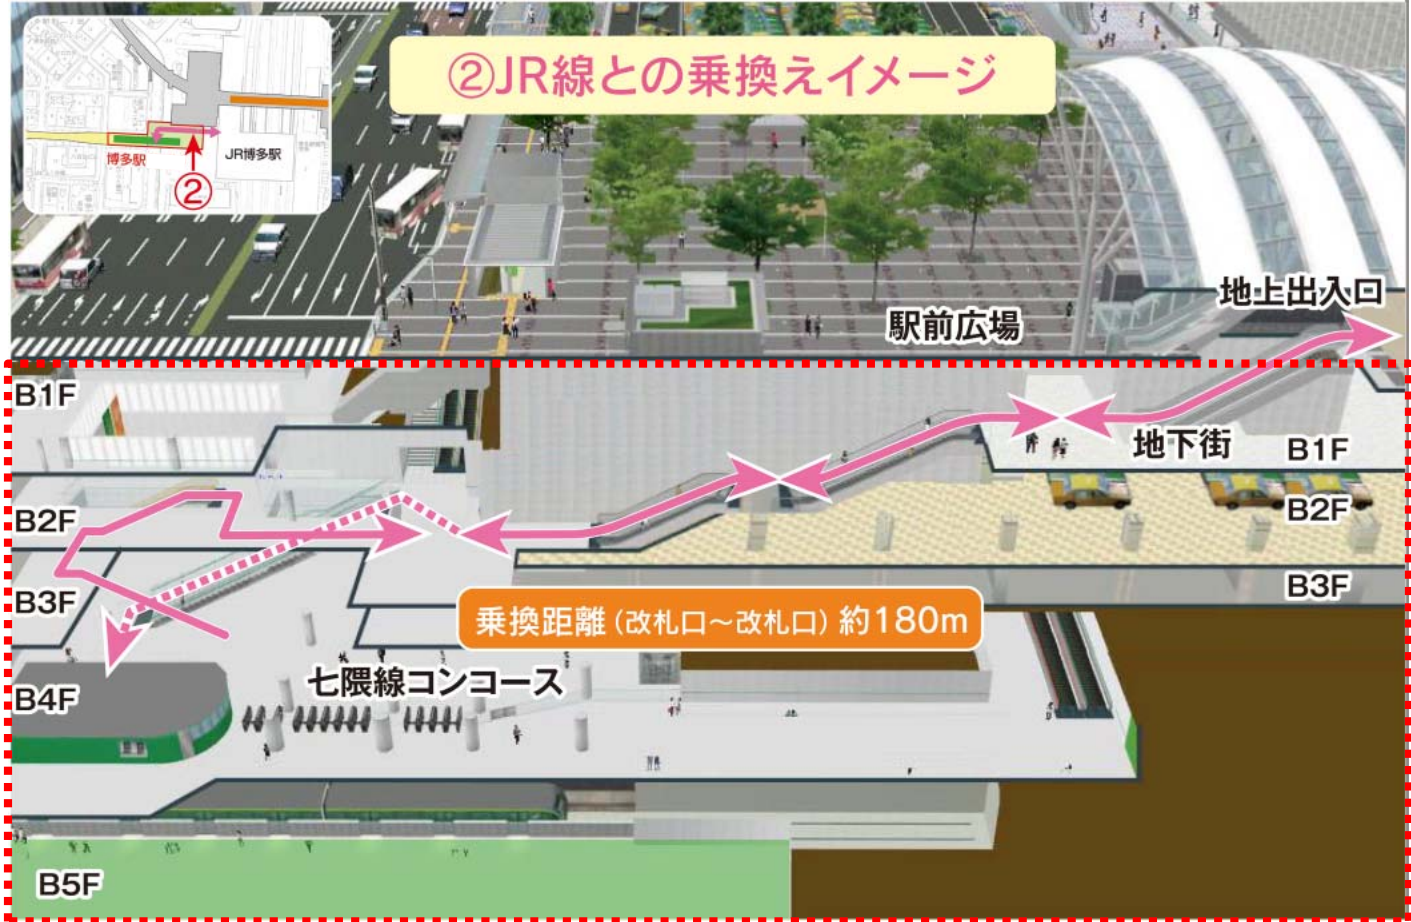 ②JR線との乗換えイメージ
博多駅
JR博多駅
②
地上出入口
駅前広場
B1F
地下街
B1F
B2F
B2F
B3F
B3F
乗換距離(改札口～改札口)約180m
七隈線コンコース
B4F
B5F